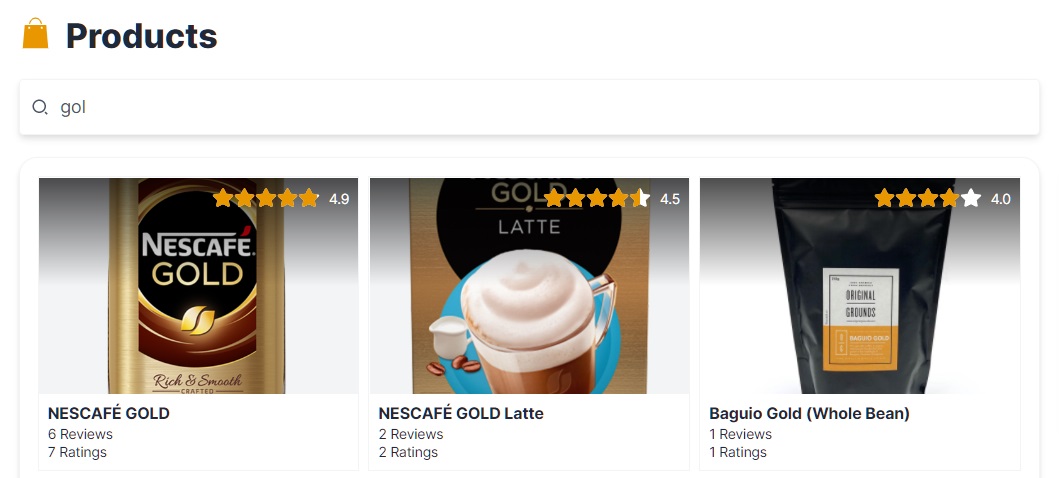 Products
gol
4.9
NESCAFÉ
GOLD
Rich & Smooth
CRAFTED
NESCAFÉ GOLD
6 Reviews
7 Ratings
4.5
GOLD
LATTE
NESCAFÉ GOLD Latte
2 Reviews
2 Ratings
4.0
ORIGINAL
GROUNDS
BAGUIO GOLD
Baguio Gold (Whole Bean)
1 Reviews
1 Ratings